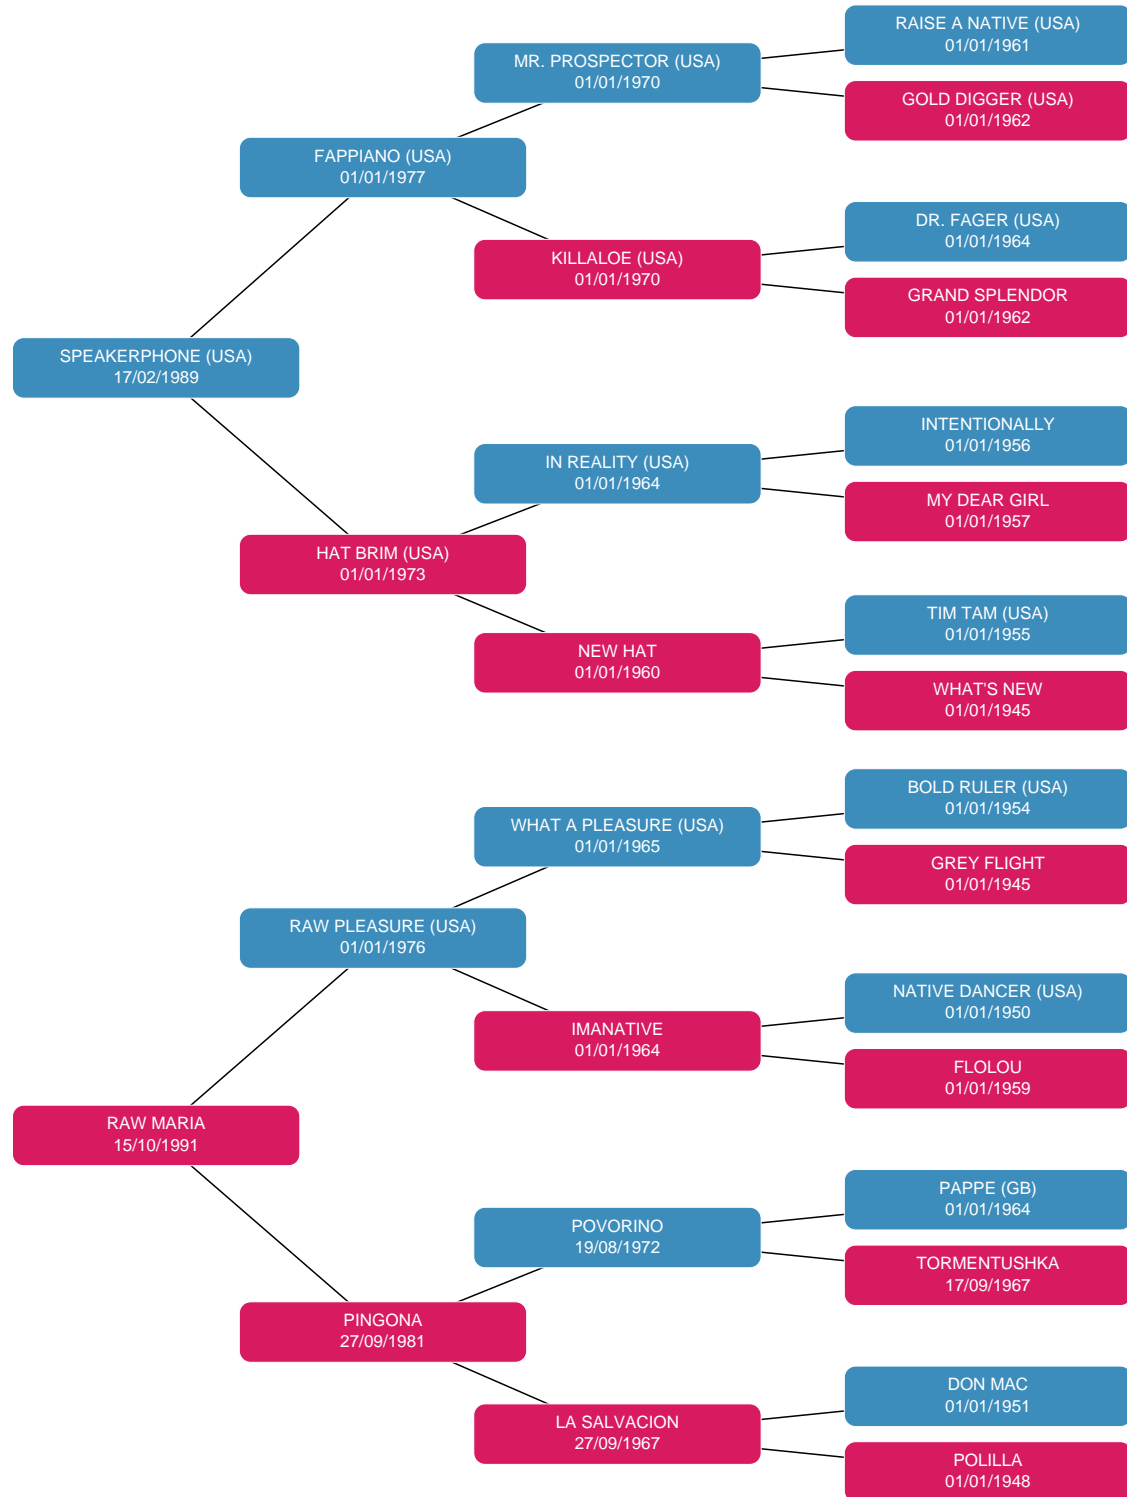 RAISE A NATIVE (USA)
01/01/1961
MR. PROSPECTOR (USA)
01/01/1970
GOLD DIGGER (USA)
01/01/1962
FAPPIANO (USA)
01/01/1977
DR. FAGER (USA)
01/01/1964
KILLALOE (USA)
01/01/1970
GRAND SPLENDOR
01/01/1962
SPEAKERPHONE (USA)
17/02/1989
INTENTIONALLY
01/01/1956
IN REALITY (USA)
01/01/1964
MY DEAR GIRL
01/01/1957
HAT BRIM (USA)
01/01/1973
TIM TAM (USA)
01/01/1955
NEW HAT
01/01/1960
WHAT'S NEW
01/01/1945
BOLD RULER (USA)
01/01/1954
WHAT A PLEASURE (USA)
01/01/1965
GREY FLIGHT
01/01/1945
RAW PLEASURE (USA)
01/01/1976
NATIVE DANCER (USA)
01/01/1950
IMANATIVE
01/01/1964
FLOLOU
01/01/1959
RAW MARIA
15/10/1991
PAPPE (GB)
01/01/1964
POVORINO
19/08/1972
TORMENTUSHKA
17/09/1967
PINGONA
27/09/1981
DON MAC
01/01/1951
LA SALVACION
27/09/1967
POLILLA
01/01/1948